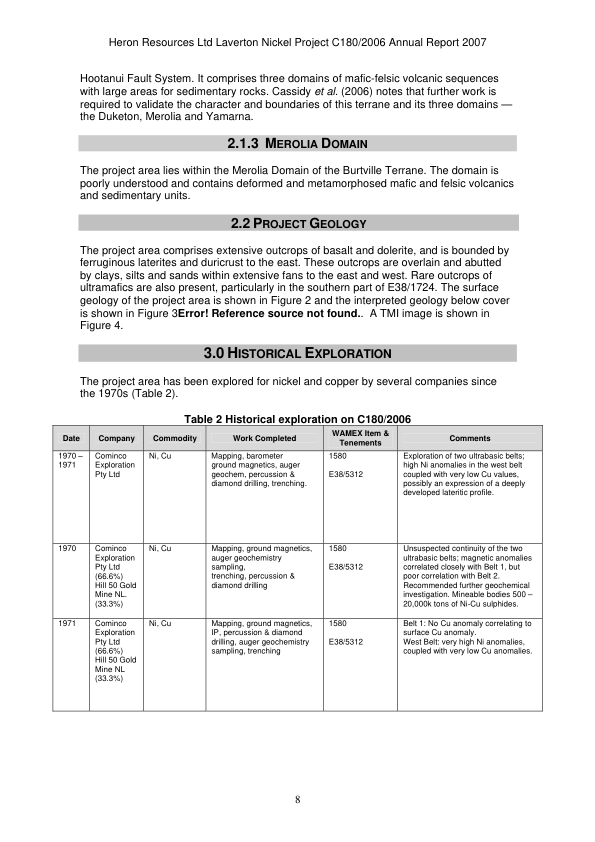 Heron Resources Ltd Laverton Nickel Project C180/2006 Annual Report 2007
Hootanui Fault System. It comprises three domains of mafic-felsic volcanic sequences
with large areas for sedimentary rocks. Cassidy et al. (2006) notes that further work is
required to validate the character and boundaries of this terrane and its three domains —
the Duketon, Merolia and Yamarna.
2.1.3 MEROLIA DOMAIN
The project area lies within the Merolia Domain of the Burtville Terrane. The domain is
poorly understood and contains deformed and metamorphosed mafic and felsic volcanics
and sedimentary units.
2.2 PROJECT GEOLOGY
The project area comprises extensive outcrops of basalt and dolerite, and is bounded by
ferruginous laterites and duricrust to the east. These outcrops are overlain and abutted
by clays, silts and sands within extensive fans to the east and west. Rare outcrops of
ultramafics are also present, particularly in the southern part of E38/1724. The surface
geology of the project area is shown in Figure 2 and the interpreted geology below cover
is shown in Figure 3Error! Reference source not found.. A TMI image is shown in
Figure 4.
3.0 HISTORICAL EXPLORATION
The project area has been explored for nickel and copper by several companies since
the 1970s (Table 2).
Table 2 Historical exploration on C180/2006
Date Company Commodity Work Completed WAMEX Item &
Tenements Comments
1970 –
1971
Cominco
Exploration
Pty Ltd
Ni, Cu
Mapping, barometer
ground magnetics, auger
geochem, percussion &
diamond drilling, trenching.
1580
E38/5312
Exploration of two ultrabasic belts;
high Ni anomalies in the west belt
coupled with very low Cu values,
possibly an expression of a deeply
developed lateritic profile.
1970
Cominco
Exploration
Pty Ltd
(66.6%)
Hill 50 Gold
Mine NL.
(33.3%)
Ni, Cu
Mapping, ground magnetics,
auger geochemistry
sampling,
trenching, percussion &
diamond drilling
1580
E38/5312
Unsuspected continuity of the two
ultrabasic belts; magnetic anomalies
correlated closely with Belt 1, but
poor correlation with Belt 2.
Recommended further geochemical
investigation. Mineable bodies 500 –
20,000k tons of Ni-Cu sulphides.
1971
Cominco
Exploration
Pty Ltd
(66.6%)
Hill 50 Gold
Mine NL
(33.3%)
Ni, Cu
Mapping, ground magnetics,
IP, percussion & diamond
drilling, auger geochemistry
sampling, trenching
1580
E38/5312
Belt 1: No Cu anomaly correlating to
surface Cu anomaly.
West Belt: very high Ni anomalies,
coupled with very low Cu anomalies.
8